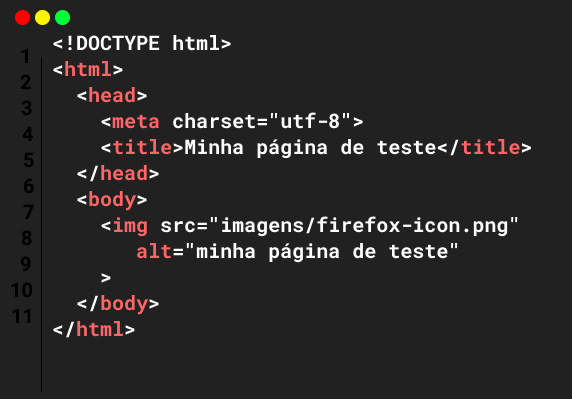 <!DOCTYPE html>
1
<html>
2
<head>
3
<meta charset="utf-8">
4
<title>Minha página de teste</title>
5
</head>
6
<body>
7
<img src="imagens/firefox-icon.png"
8
alt="minha página de teste"
9
>
10
</body>
11
</html>